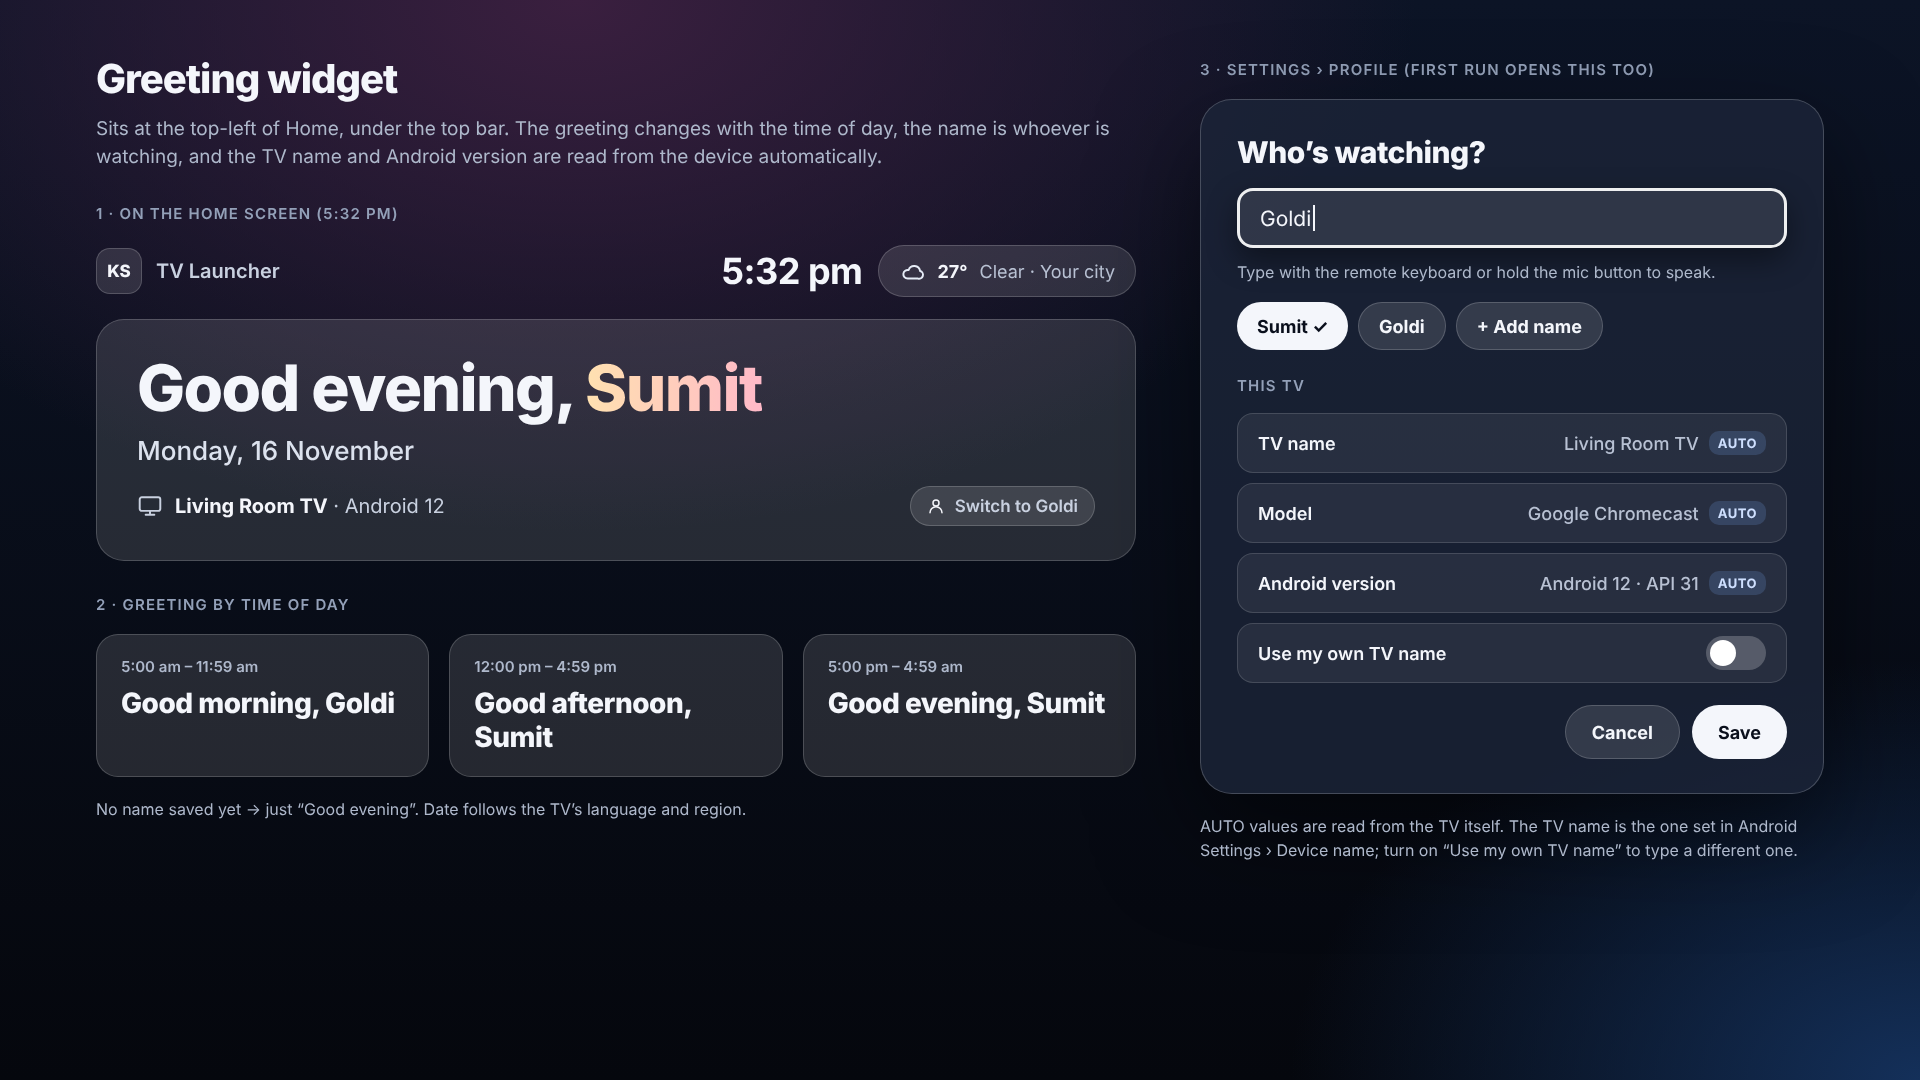 Greeting widget
Sits at the top-left of Home, under the top bar. The greeting changes with the time of day, the name is whoever is
watching, and the TV name and Android version are read from the device automatically.
1 · ON THE HOME SCREEN (5:32 PM)
KS TV Launcher
5:32 pm
27° Clear · Your city
Good evening, Sumit
Monday, 16 November
Living Room TV · Android 12
Switch to Goldi
2 · GREETING BY TIME OF DAY
5:00 am – 11:59 am
Good morning, Goldi
12:00 pm – 4:59 pm
Good afternoon,
Sumit
5:00 pm – 4:59 am
Good evening, Sumit
No name saved yet → just “Good evening”. Date follows the TV’s language and region.
3 · SETTINGS › PROFILE (FIRST RUN OPENS THIS TOO)
Who’s watching?
Goldi
Type with the remote keyboard or hold the mic button to speak.
Sumit ✓
Goldi
+ Add name
THIS TV
TV name Living Room TV AUTO
Model Google Chromecast AUTO
Android version Android 12 · API 31 AUTO
Use my own TV name
Cancel
Save
AUTO values are read from the TV itself. The TV name is the one set in Android
Settings › Device name; turn on “Use my own TV name” to type a different one.